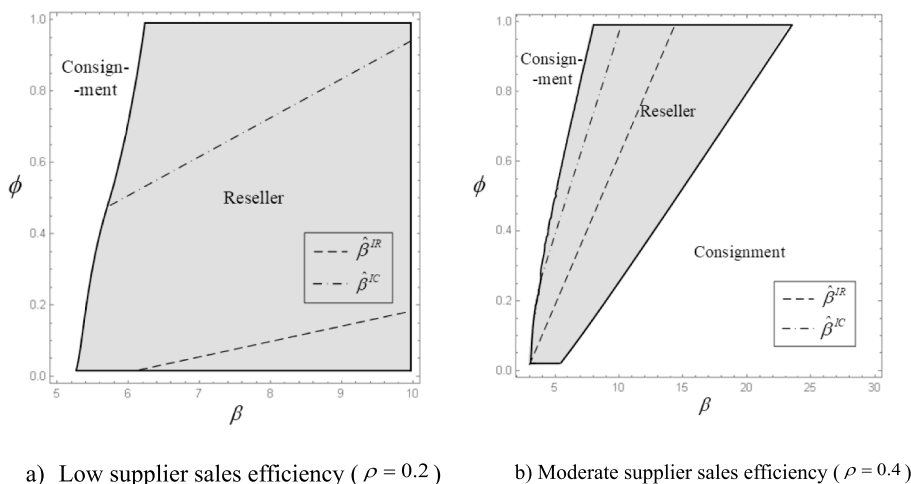 1.0
0.8
0.6
0.4
0.2
0.0
ϕ
Consign-
-ment
Reseller
β̂^IR
β̂^IC
5 6 7 8 9 10
β
1.0
0.8
0.6
0.4
0.2
0.0
ϕ
Consign-
-ment
Reseller
Consignment
β̂^IR
β̂^IC
5 10 15 20 25 30
β
a) Low supplier sales efficiency ( ρ = 0.2 )
b) Moderate supplier sales efficiency ( ρ = 0.4 )